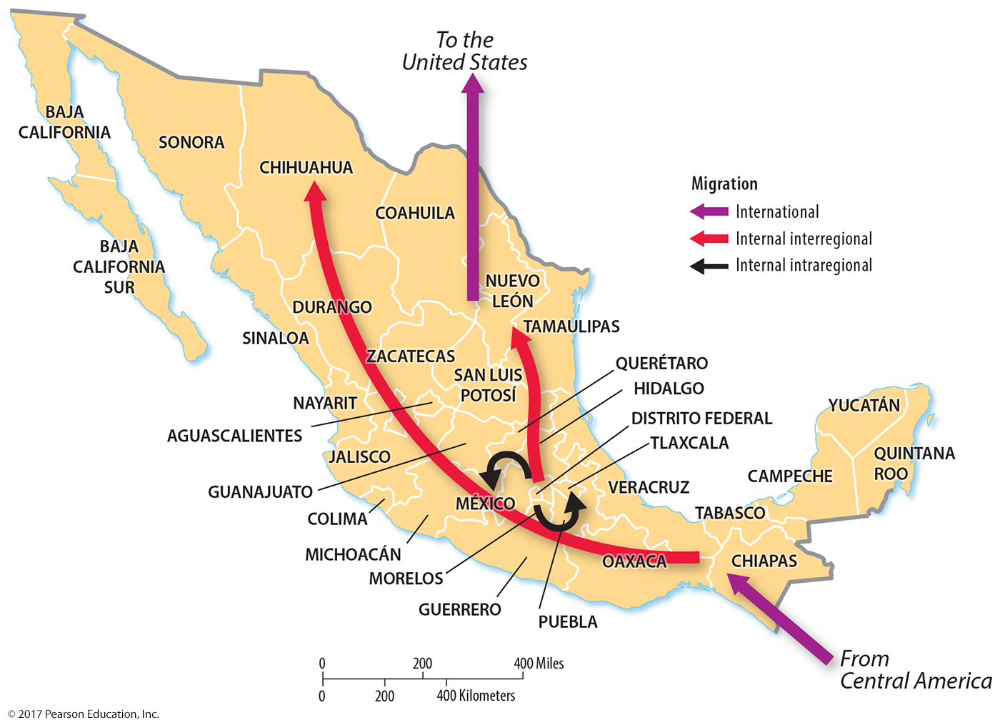 To the
United States
BAJA
CALIFORNIA
SONORA
CHIHUAHUA
COAHUILA
BAJA
CALIFORNIA
SUR
NUEVO
LEÓN
DURANGO
TAMAULIPAS
SINALOA
ZACATECAS
SAN LUIS
POTOSÍ
QUERÉTARO
HIDALGO
NAYARIT
DISTRITO FEDERAL
AGUASCALIENTES
TLAXCALA
JALISCO
GUANAJUATO
VERACRUZ
MÉXICO
COLIMA
MICHOACÁN
MORELOS
GUERRERO
PUEBLA
OAXACA
YUCATÁN
QUINTANA
ROO
CAMPECHE
TABASCO
CHIAPAS
Migration
International
Internal interregional
Internal intraregional
From
Central America
0 200 400 Miles
0 200 400 Kilometers
© 2017 Pearson Education, Inc.